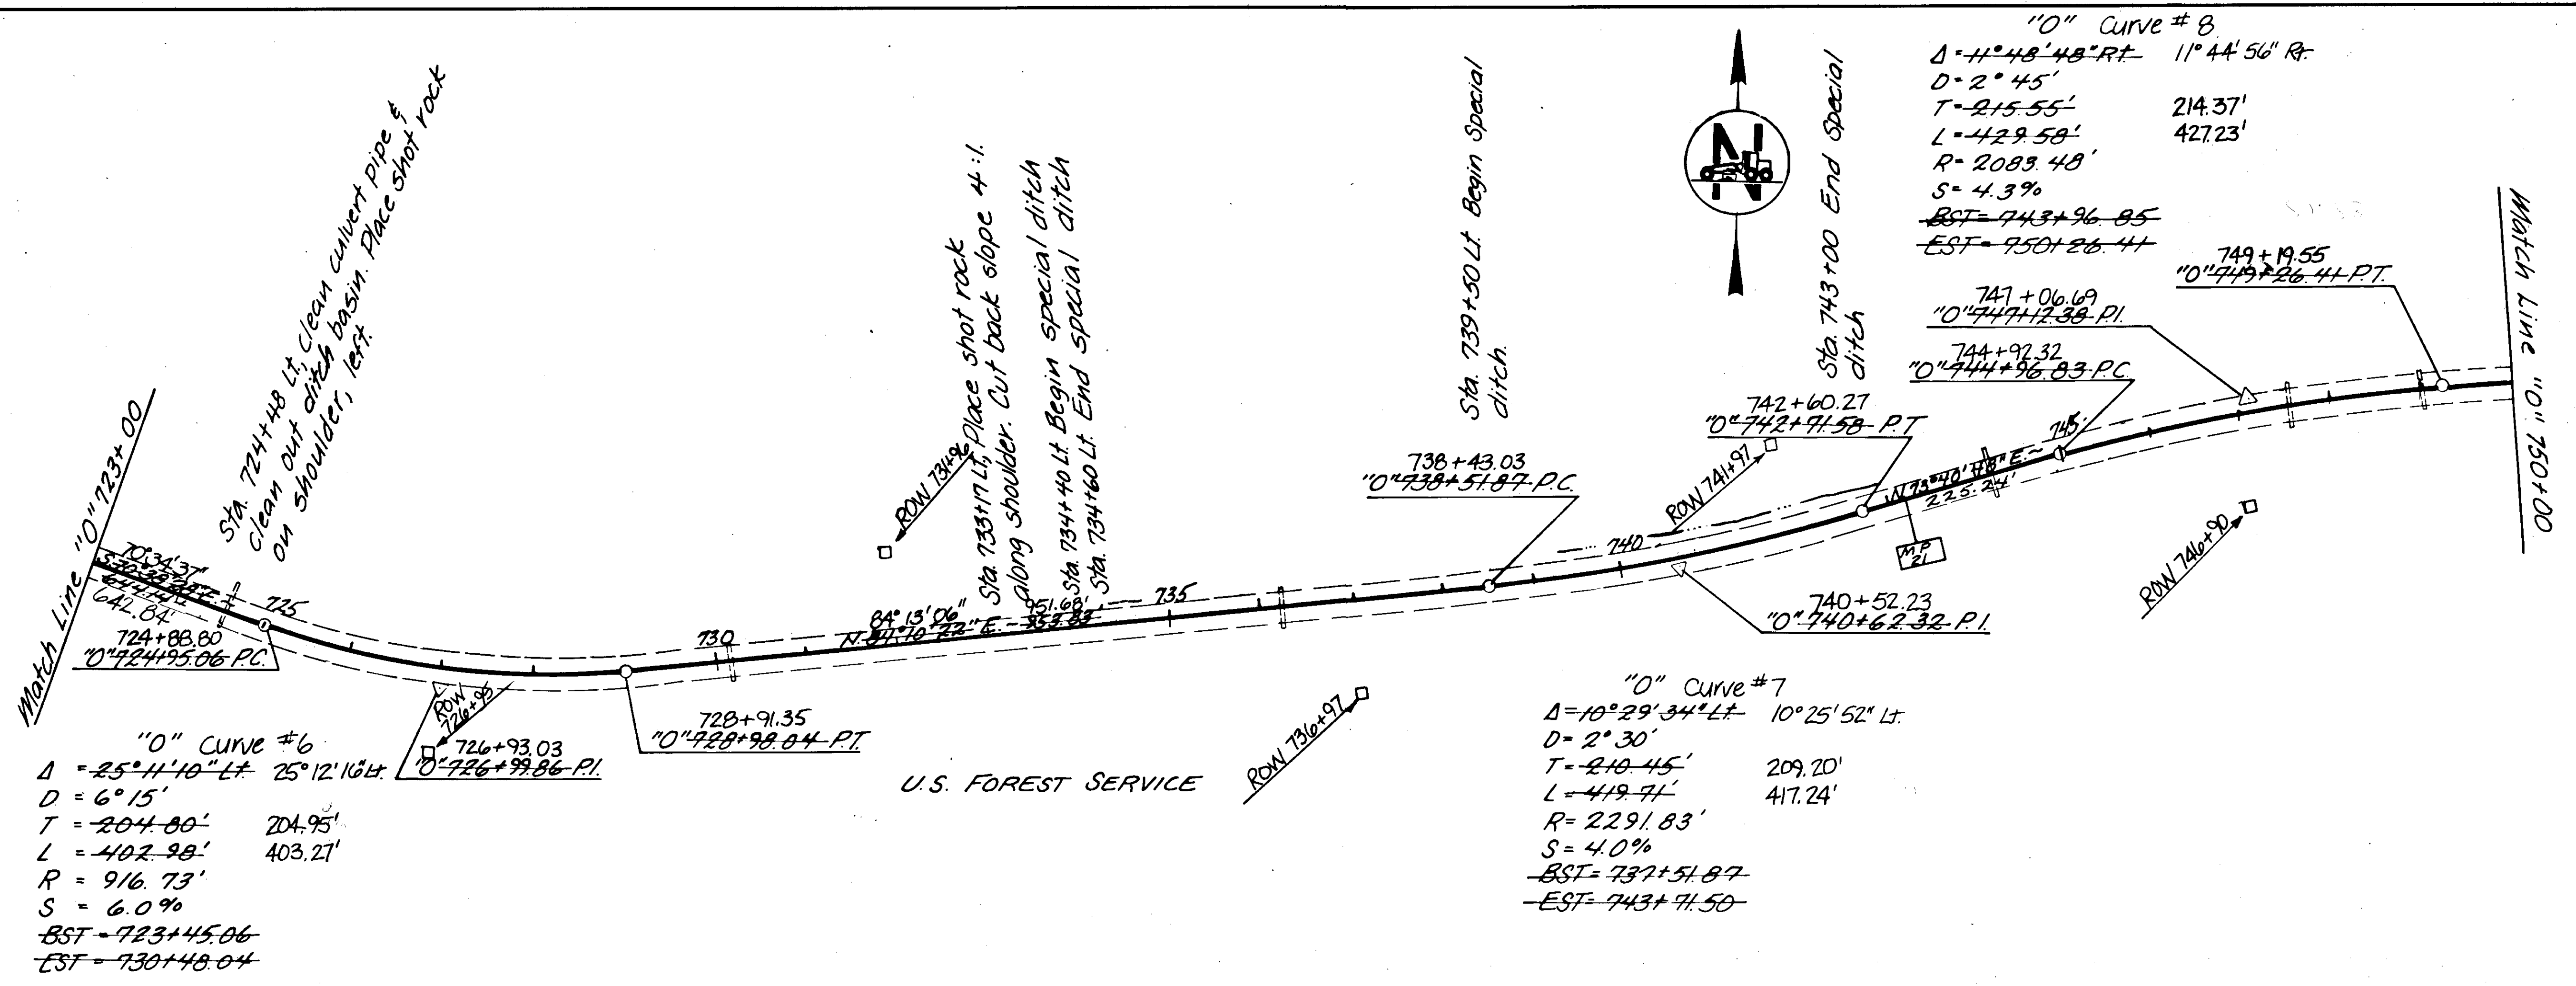 "O" Curve # 8
Δ = 11° 48' 48" Rt 11° 44' 56" Rt.
D = 2° 45'
T = 215.55' 214.37'
L = 429.58' 427.23'
R = 2083.48'
S = 4.3%
BST = 743+96.85
EST = 750+26.41
Match Line "O" 723+00
Sta. 724+48 Lt, Clean culvert pipe &
clean out ditch basin. Place shot rock
on shoulder, left.
ROW 731+96
Sta. 733+17 Lt, Place shot rock
along shoulder. Cut back slope 4:1.
Sta. 734+40 Lt Begin special ditch
Sta. 734+60 Lt. End special ditch
Sta. 739+50 Lt. Begin Special
ditch.
N
Sta. 743+00 End Special
ditch
749+19.55
"O" 749+26.41 P.T.
747+06.69
"O" 747+12.38 P.I.
744+92.32
"O" 744+96.83 P.C.
742+60.27
"O" 742+71.58 P.T
738+43.03
"O" 738+51.87 P.C.
ROW 741+97
Match Line "O" 750+00
70°34'37"
642.84'
725
724+88.80
"O" 724+95.06 P.C.
730
84°13'06" 951.68'
N. 84°10'22" E. ~ 953.83'
735
740
N 73°40'48" E. ~
225.24'
745
MP
21
ROW 746+90
740+52.23
"O" 740+62.32 P.I.
ROW
726+95
726+93.03
"O" 726+99.86 P.I.
728+91.35
"O" 728+98.04 P.T.
U.S. FOREST SERVICE
ROW 736+97
"O" Curve #6
Δ = 25° 11' 10" Lt 25° 12' 16" Lt.
D = 6° 15'
T = 204.80' 204.95'
L = 402.98' 403.27'
R = 916.73'
S = 6.0%
BST = 723+45.06
EST = 730+48.04
"O" Curve #7
Δ = 10° 29' 34" Lt 10° 25' 52" Lt.
D = 2° 30'
T = 210.45' 209.20'
L = 419.71' 417.24'
R = 2291.83'
S = 4.0%
BST = 737+51.87
EST = 743+71.50